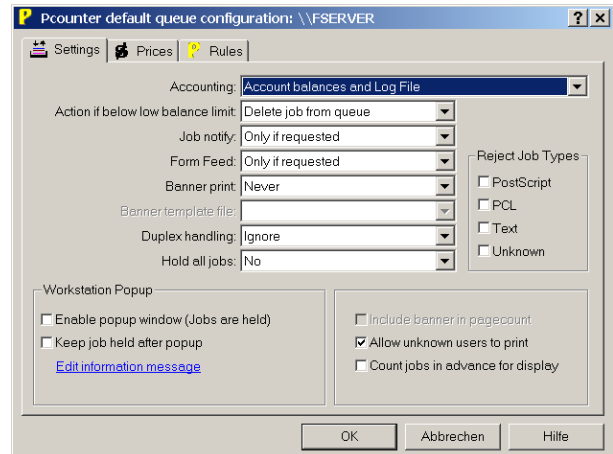 Pcounter default queue configuration: \\FSERVER
Settings
Prices
Rules
Accounting: Account balances and Log File
Action if below low balance limit: Delete job from queue
Job notify: Only if requested
Form Feed: Only if requested
Banner print: Never
Banner template file:
Duplex handling: Ignore
Hold all jobs: No
Reject Job Types
PostScript
PCL
Text
Unknown
Workstation Popup
Enable popup window (Jobs are held)
Keep job held after popup
Edit information message
Include banner in pagecount
Allow unknown users to print
Count jobs in advance for display
OK
Abbrechen
Hilfe